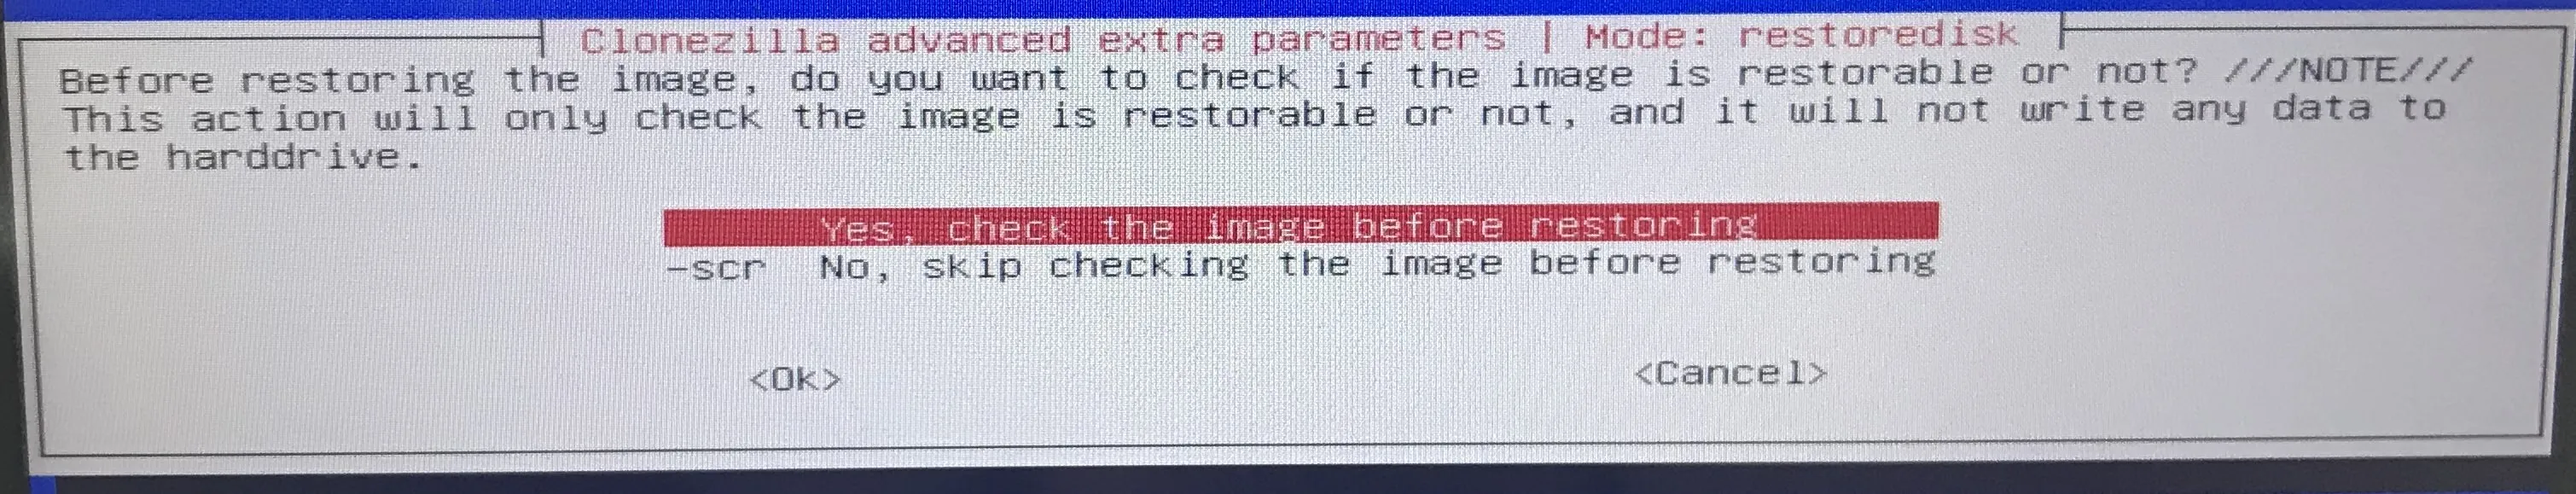 Clonezilla advanced extra parameters | Mode: restoredisk
Before restoring the image, do you want to check if the image is restorable or not? ///NOTE///
This action will only check the image is restorable or not, and it will not write any data to
the harddrive.
Yes, check the image before restoring
-scr No, skip checking the image before restoring
<Ok> <Cancel>